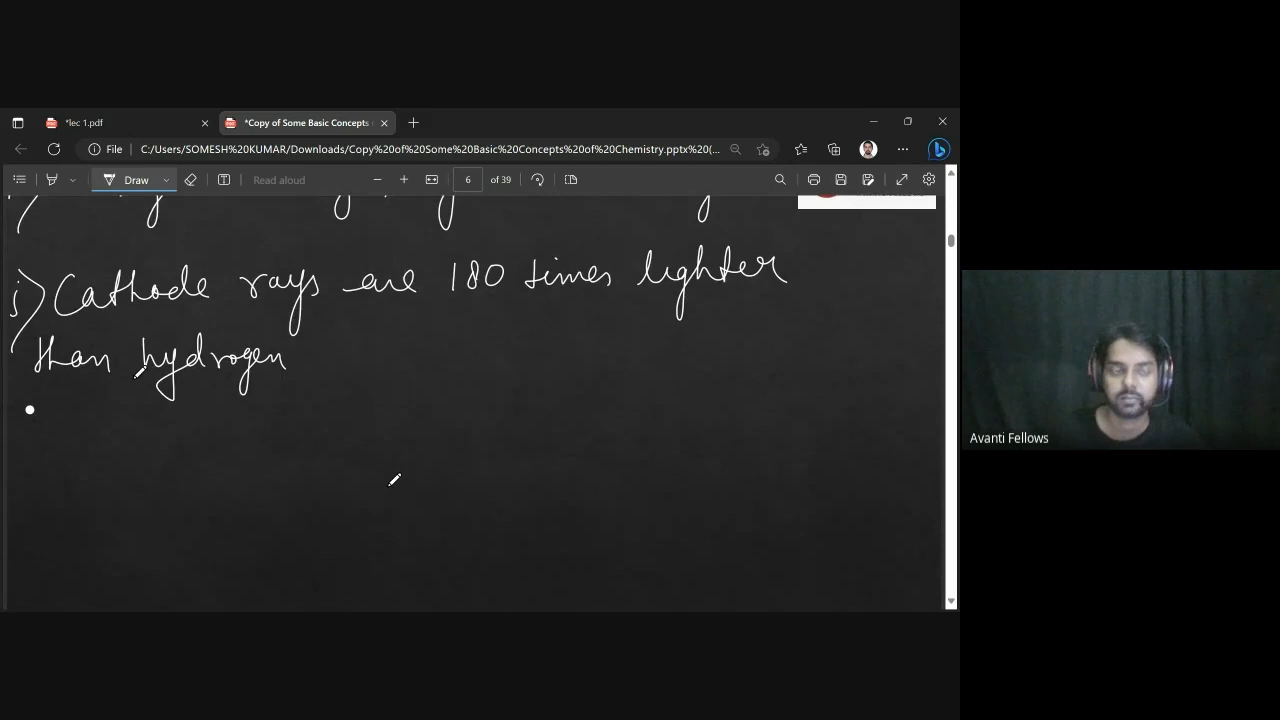 *lec 1.pdf
*Copy of Some Basic Concepts
File C:/Users/SOMESH%20KUMAR/Downloads/Copy%20of%20Some%20Basic%20Concepts%20of%20Chemistry.pptx%20(...
Draw Read aloud 6 of 39
i) Cathode rays are 180 times lighter
than hydrogen
Avanti Fellows